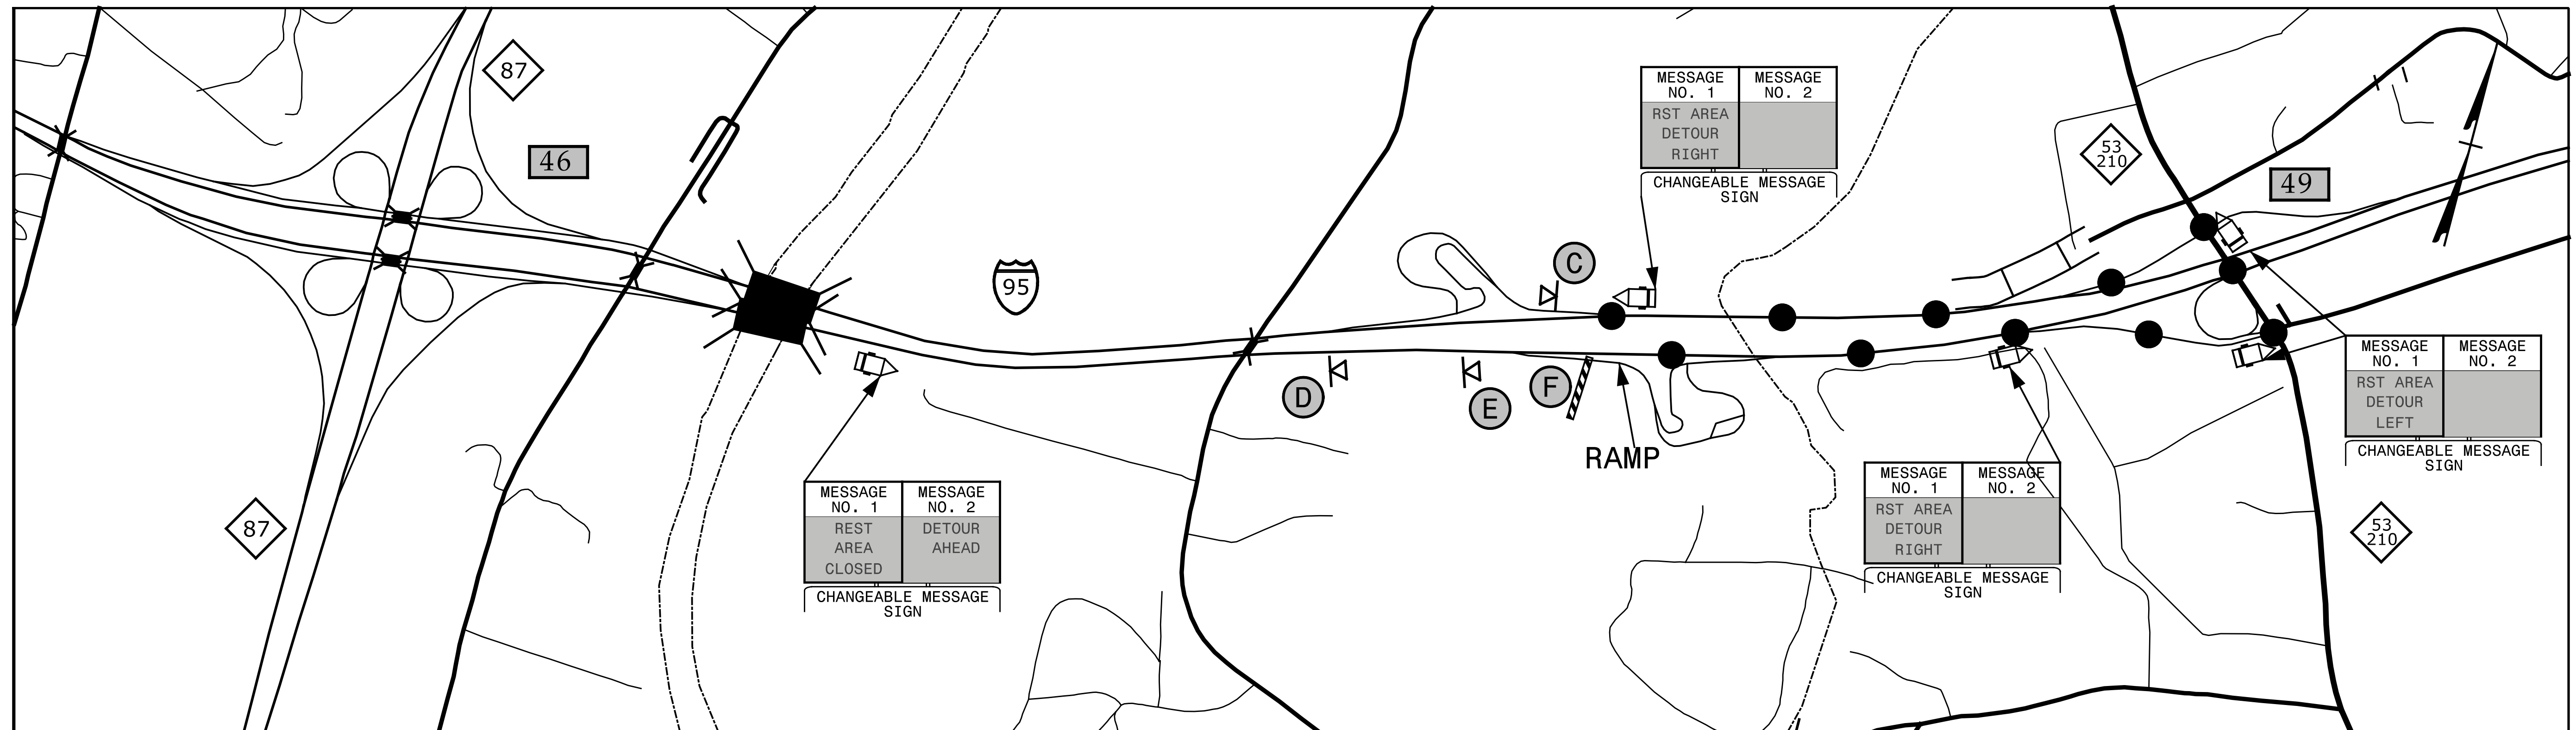 87
46
95
C
MESSAGE NO. 1
MESSAGE NO. 2
RST AREA
DETOUR
RIGHT
CHANGEABLE MESSAGE
SIGN
53
210
49
D
E
F
RAMP
MESSAGE NO. 1
MESSAGE NO. 2
RST AREA
DETOUR
LEFT
CHANGEABLE MESSAGE
SIGN
87
MESSAGE NO. 1
MESSAGE NO. 2
REST
AREA
CLOSED
DETOUR
AHEAD
CHANGEABLE MESSAGE
SIGN
MESSAGE NO. 1
MESSAGE NO. 2
RST AREA
DETOUR
RIGHT
CHANGEABLE MESSAGE
SIGN
53
210